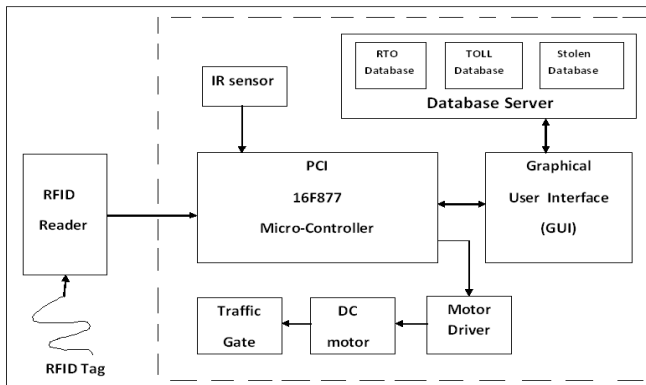 RTO
Database
TOLL
Database
Stolen
Database
Database Server
IR sensor
PCI
16F877
Micro-Controller
Graphical
User Interface
(GUI)
RFID
Reader
Traffic
Gate
DC
motor
Motor
Driver
RFID Tag